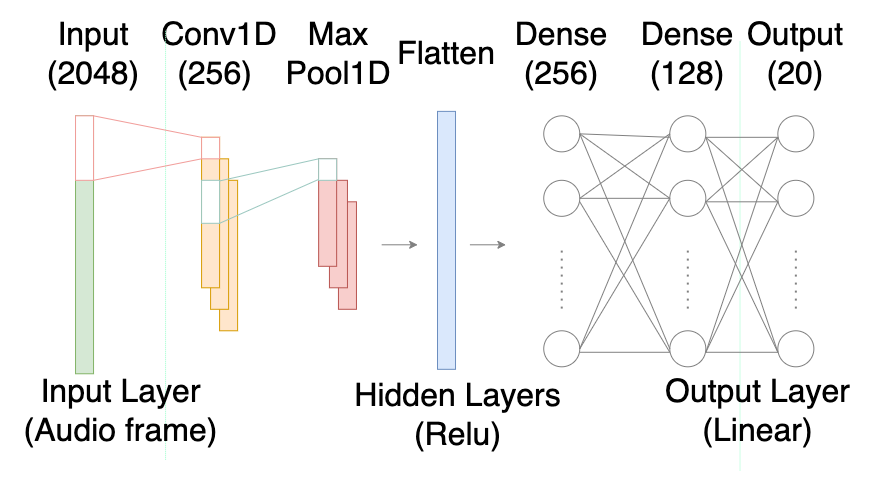 Input
(2048)
Conv1D
(256)
Max
Pool1D
Flatten
Dense
(256)
Dense
(128)
Output
(20)
Input Layer
(Audio frame)
Hidden Layers
(Relu)
Output Layer
(Linear)